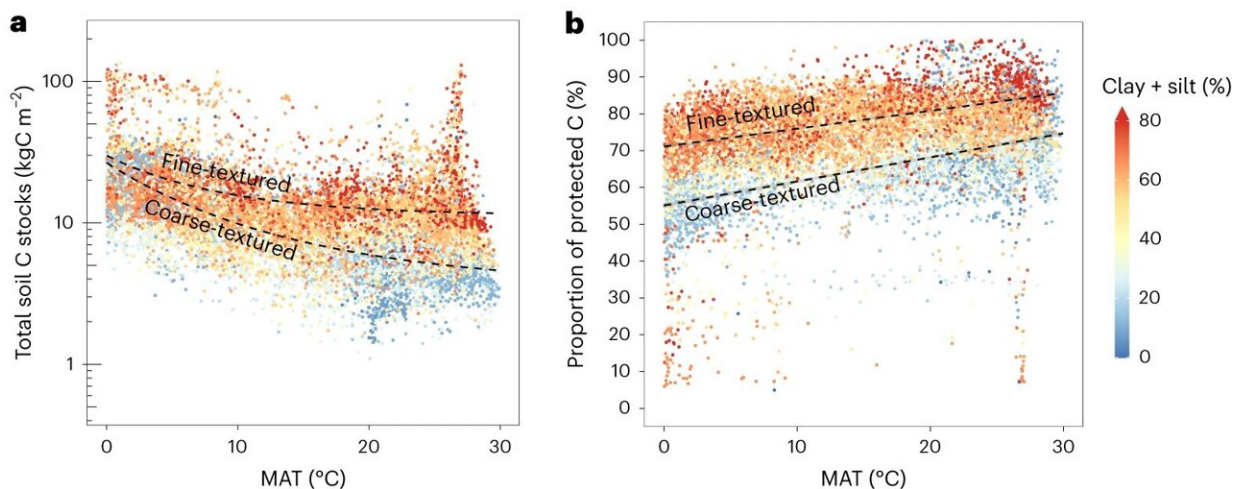 a
Total soil C stocks (kgC m⁻²)
100
10
1
Fine-textured
Coarse-textured
0
10
20
30
MAT (°C)
b
Proportion of protected C (%)
100
90
80
70
60
50
40
30
20
10
0
Fine-textured
Coarse-textured
0
10
20
30
MAT (°C)
Clay + silt (%)
80
60
40
20
0